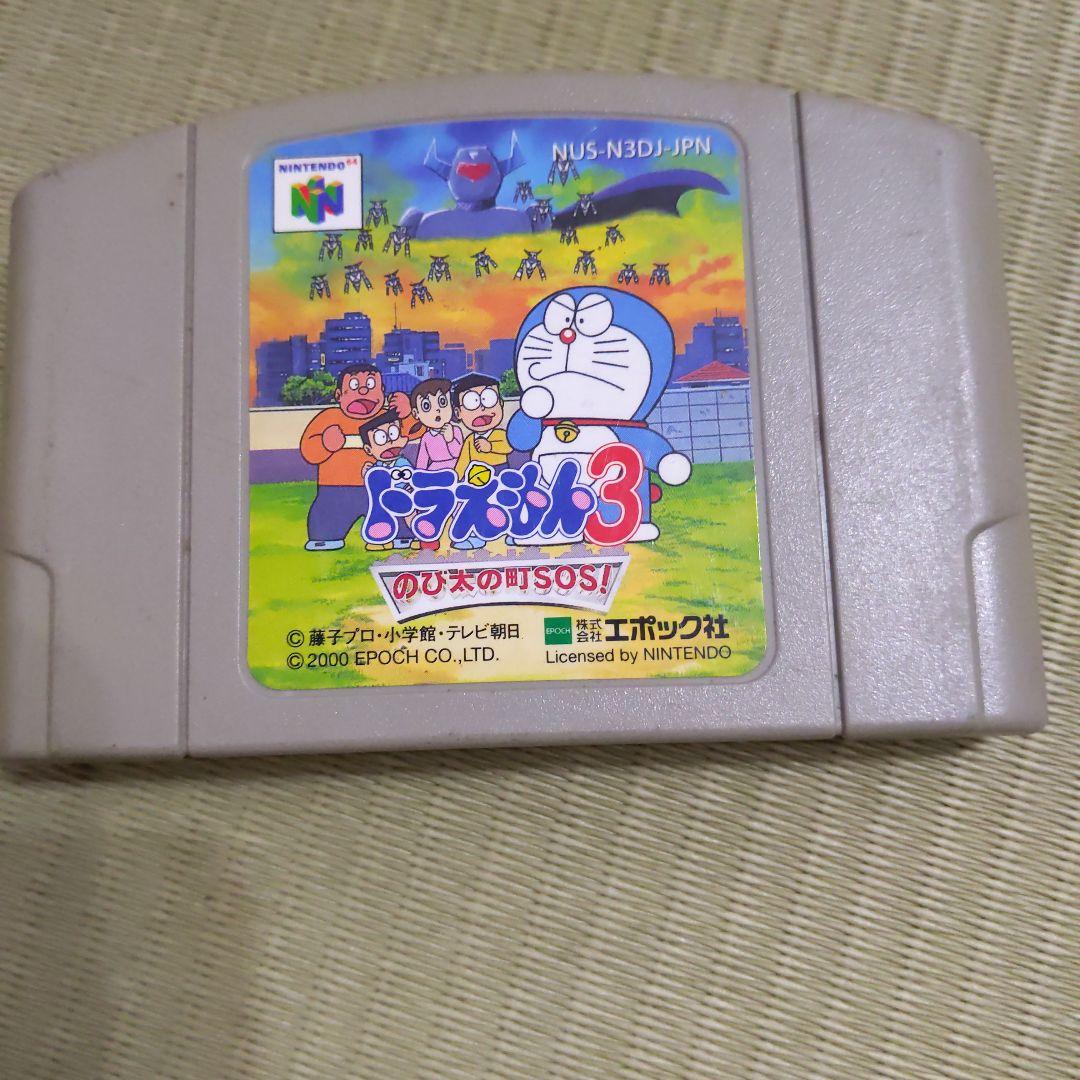 NUS-N3DJ-JPN
NINTENDO 64
ドラえもん3
のび太の町SOS!
© 藤子プロ・小学館・テレビ朝日
© 2000 EPOCH CO.,LTD.
EPOCH 株式会社 エポック社
Licensed by NINTENDO